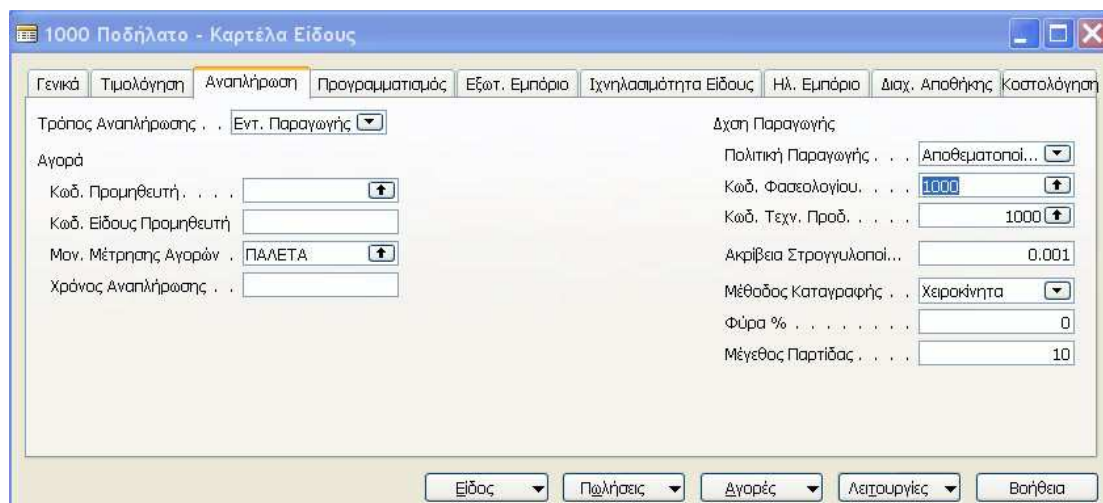 1000 Ποδήλατο - Καρτέλα Είδους
Γενικά Τιμολόγηση Αναπλήρωση Προγραμματισμός Εξωτ. Εμπόριο Ιχνηλασιμότητα Είδους Ηλ. Εμπόριο Διαχ. Αποθήκης Κοστολόγηση
Τρόπος Αναπλήρωσης . . Εντ. Παραγωγής
Αγορά
Κωδ. Προμηθευτή. . . .
Κωδ. Είδους Προμηθευτή
Μον. Μέτρησης Αγορών . ΠΑΛΕΤΑ
Χρόνος Αναπλήρωσης . .
Δχση Παραγωγής
Πολιτική Παραγωγής . . . Αποθεματοποί...
Κωδ. Φασεολογίου. . . . 1000
Κωδ. Τεχν. Προδ. . . . . 1000
Ακρίβεια Στρογγυλοποί... 0.001
Μέθοδος Καταγραφής . . Χειροκίνητα
Φύρα % . . . . . . . . 0
Μέγεθος Παρτίδας . . . . 10
Είδος Πωλήσεις Αγορές Λειτουργίες Βοήθεια